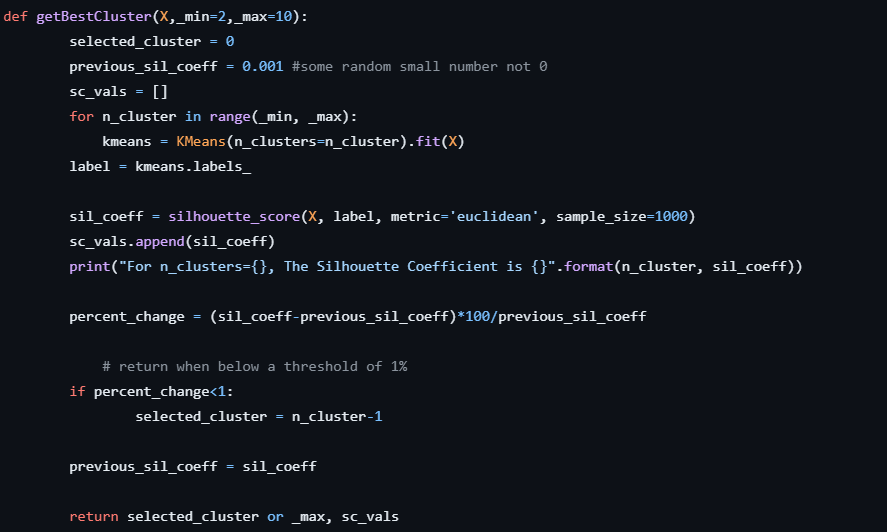 def getBestCluster(X,_min=2,_max=10):
        selected_cluster = 0
        previous_sil_coeff = 0.001 #some random small number not 0
        sc_vals = []
        for n_cluster in range(_min, _max):
            kmeans = KMeans(n_clusters=n_cluster).fit(X)
        label = kmeans.labels_

        sil_coeff = silhouette_score(X, label, metric='euclidean', sample_size=1000)
        sc_vals.append(sil_coeff)
        print("For n_clusters={}, The Silhouette Coefficient is {}".format(n_cluster, sil_coeff))

        percent_change = (sil_coeff-previous_sil_coeff)*100/previous_sil_coeff

            # return when below a threshold of 1%
        if percent_change<1:
                selected_cluster = n_cluster-1

        previous_sil_coeff = sil_coeff

        return selected_cluster or _max, sc_vals